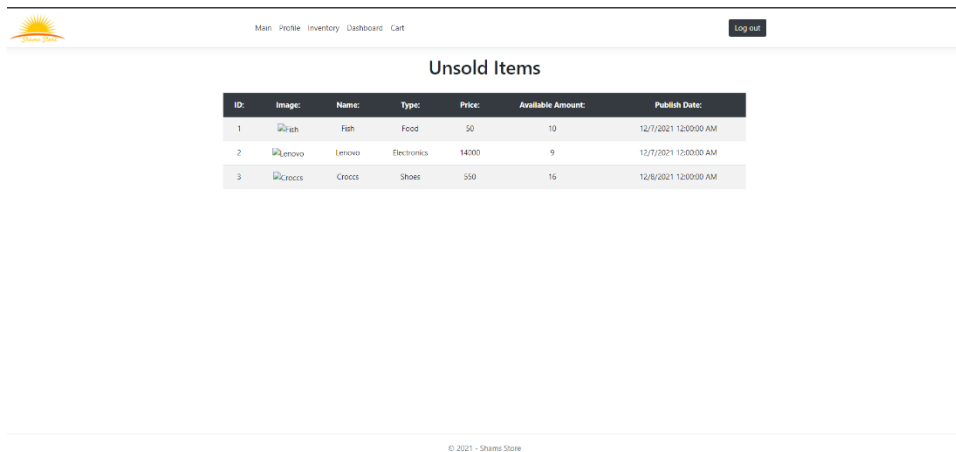 Main Profile Inventory Dashboard Cart Log out
Shams Store
Unsold Items
ID: Image: Name: Type: Price: Available Amount: Publish Date:
1 Fish Fish Food 50 10 12/7/2021 12:00:00 AM
2 Lenovo Lenovo Electronics 14000 9 12/7/2021 12:00:00 AM
3 Croccs Croccs Shoes 550 16 12/8/2021 12:00:00 AM
© 2021 - Shams Store